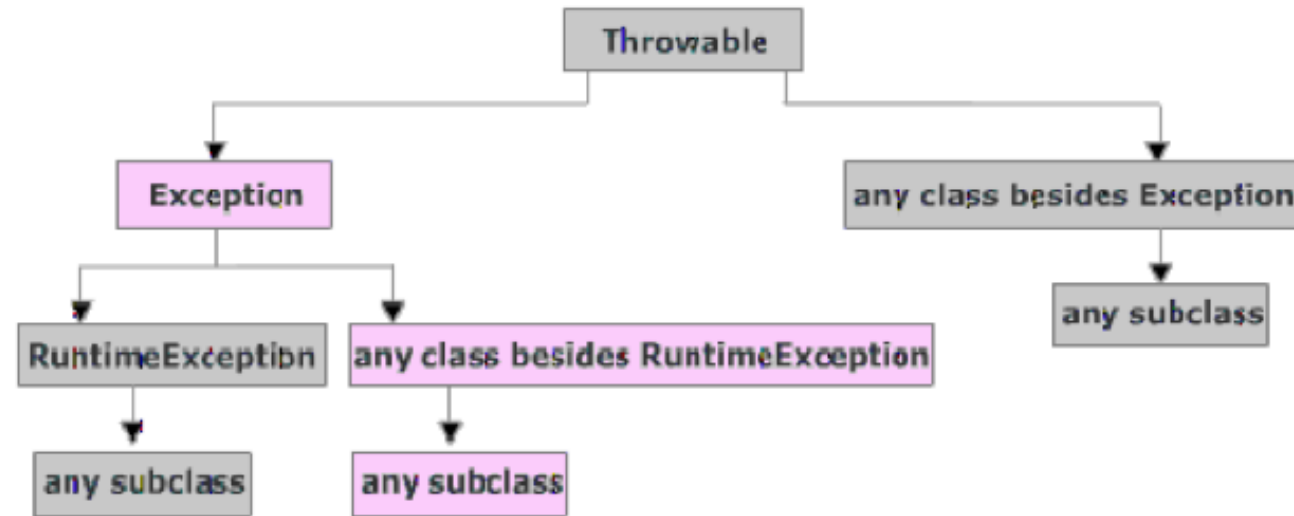 Throwable
Exception
any class besides Exception
RuntimeException
any class besides RuntimeException
any subclass
any subclass
any subclass